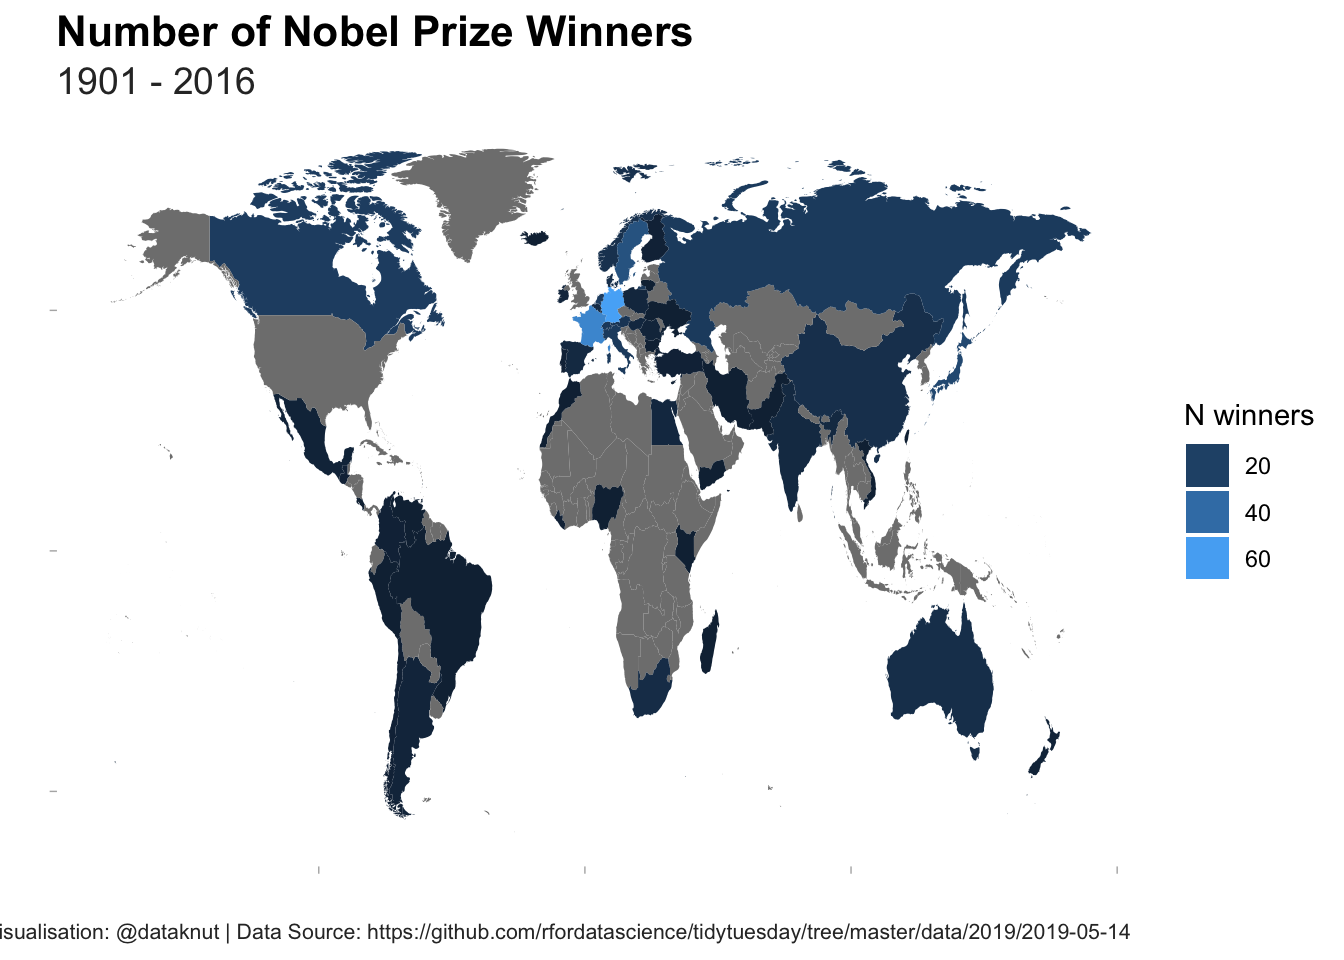 Number of Nobel Prize Winners
1901 - 2016
N winners
20
40
60
isualisation: @dataknut | Data Source: https://github.com/rfordatascience/tidytuesday/tree/master/data/2019/2019-05-14